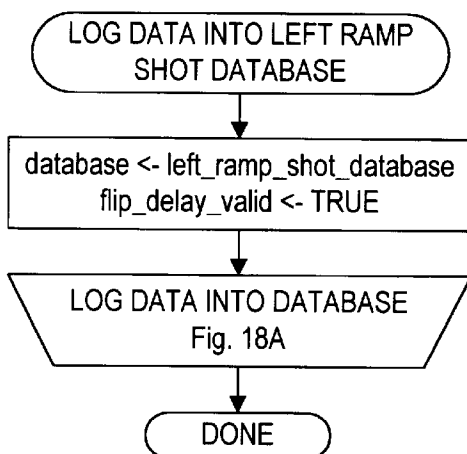 LOG DATA INTO LEFT RAMP
SHOT DATABASE
database <- left_ramp_shot_database
flip_delay_valid <- TRUE
LOG DATA INTO DATABASE
Fig. 18A
DONE